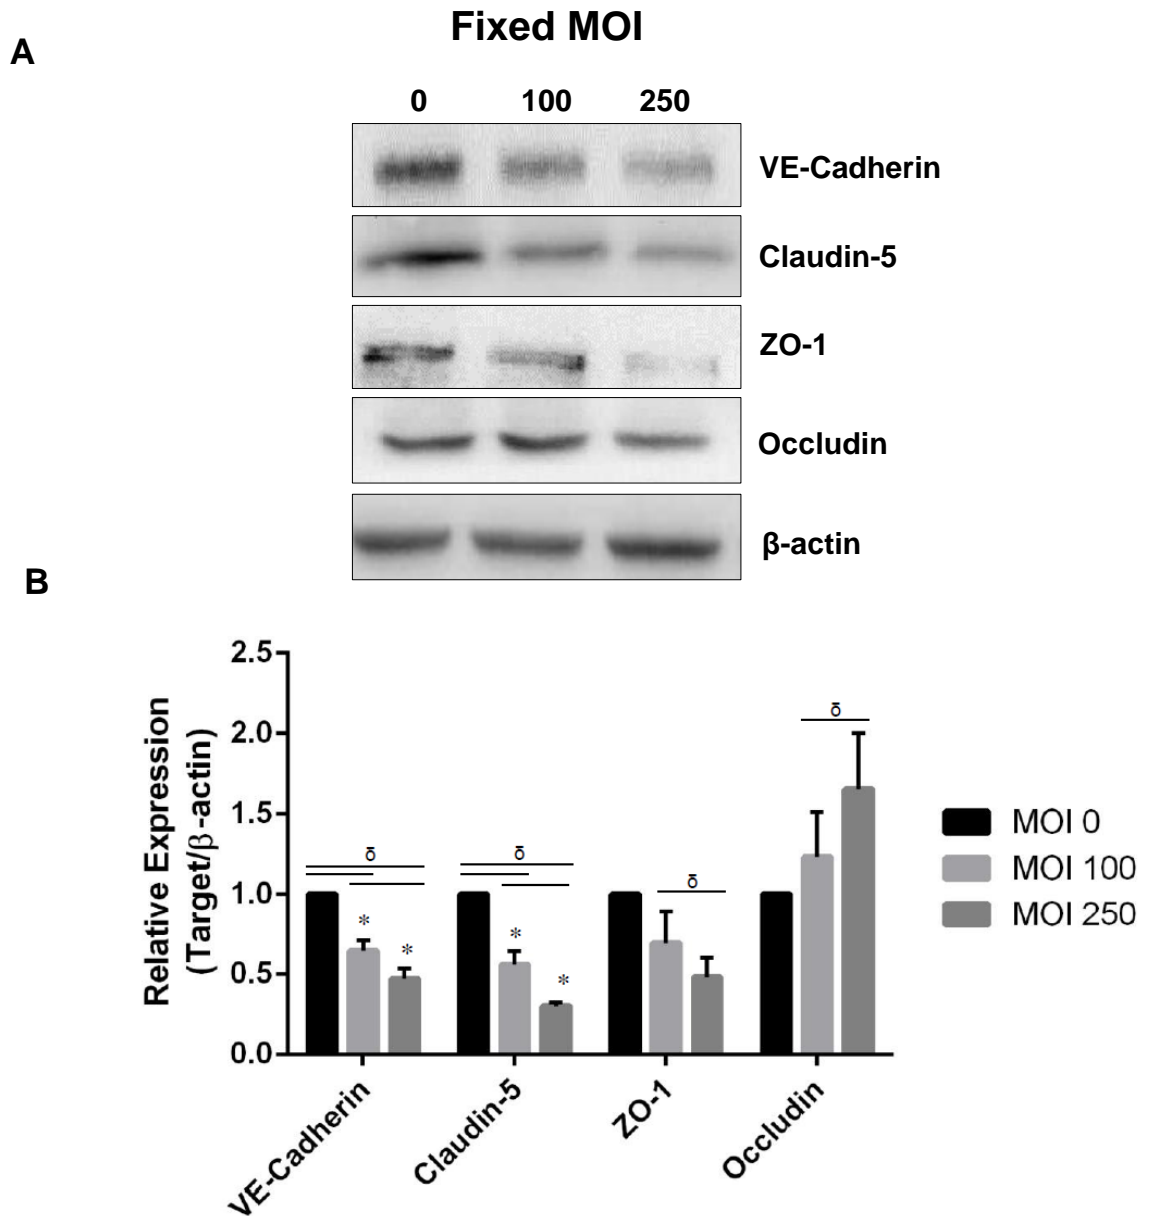 Fixed MOI
A
0 100 250
VE-Cadherin
Claudin-5
ZO-1
Occludin
β-actin
B
Relative Expression
(Target/β-actin)
2.5
2.0
1.5
1.0
0.5
0.0
δ
δ
δ
δ
*
*
*
*
MOI 0
MOI 100
MOI 250
VE-Cadherin
Claudin-5
ZO-1
Occludin